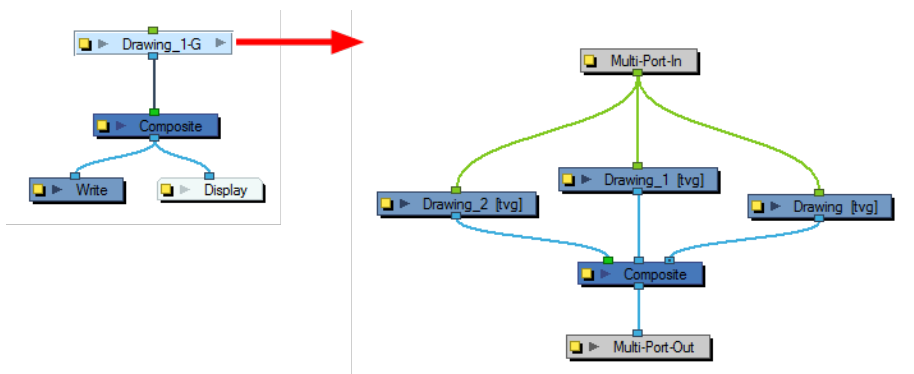 Drawing_1-G
Composite
Write
Display
Multi-Port-In
Drawing_2 [tvg]
Drawing_1 [tvg]
Drawing [tvg]
Composite
Multi-Port-Out